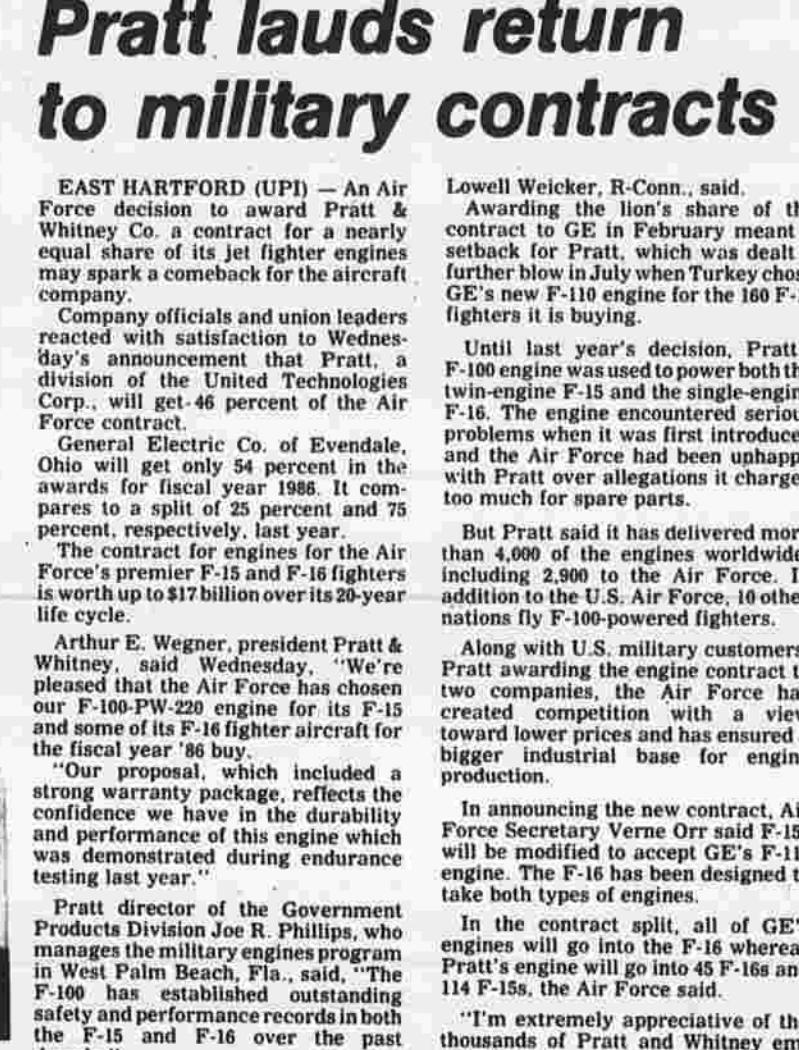 Pratt lauds return
to military contracts
EAST HARTFORD (UPI) — An Air
Force decision to award Pratt &
Whitney Co. a contract for a nearly
equal share of its jet fighter engines
may spark a comeback for the aircraft
company.
Company officials and union leaders
reacted with satisfaction to Wednes-
day's announcement that Pratt, a
division of the United Technologies
Corp., will get 46 percent of the Air
Force contract.
General Electric Co. of Evendale,
Ohio will get only 54 percent in the
awards for fiscal year 1986. It com-
pares to a split of 25 percent and 75
percent, respectively, last year.
The contract for engines for the Air
Force's premier F-15 and F-16 fighters
is worth up to $17 billion over its 20-year
life cycle.
Arthur E. Wegner, president Pratt &
Whitney, said Wednesday, "We're
pleased that the Air Force has chosen
our F-100-PW-220 engine for its F-15
and some of its F-16 fighter aircraft for
the fiscal year '86 buy.
"Our proposal, which included a
strong warranty package, reflects the
confidence we have in the durability
and performance of this engine which
was demonstrated during endurance
testing last year."
Pratt director of the Government
Products Division Joe R. Phillips, who
manages the military engines program
in West Palm Beach, Fla., said, "The
F-100 has established outstanding
safety and performance records in both
the F-15 and F-16 over the past
Lowell Weicker, R-Conn., said.
Awarding the lion's share of th
contract to GE in February meant
setback for Pratt, which was dealt
further blow in July when Turkey chos
GE's new F-110 engine for the 160 F-
fighters it is buying.
Until last year's decision, Pratt
F-100 engine was used to power both th
twin-engine F-15 and the single-engin
F-16. The engine encountered seriou
problems when it was first introduce
and the Air Force had been unhapp
with Pratt over allegations it charge
too much for spare parts.
But Pratt said it has delivered mor
than 4,000 of the engines worldwide
including 2,900 to the Air Force. I
addition to the U.S. Air Force, 10 othe
nations fly F-100-powered fighters.
Along with U.S. military customers
Pratt awarding the engine contract t
two companies, the Air Force ha
created competition with a view
toward lower prices and has ensured
bigger industrial base for engin
production.
In announcing the new contract, Ai
Force Secretary Verne Orr said F-15
will be modified to accept GE's F-11
engine. The F-16 has been designed t
take both types of engines.
In the contract split, all of GE'
engines will go into the F-16 wherea
Pratt's engine will go into 45 F-16s an
114 F-15s, the Air Force said.
"I'm extremely appreciative of th
thousands of Pratt and Whitney em